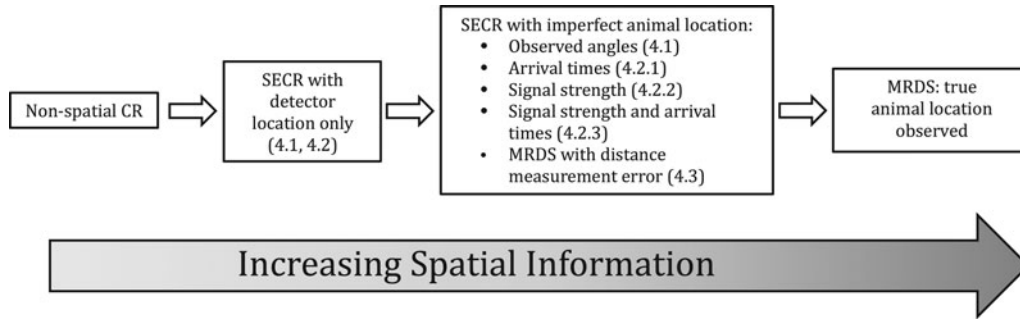 Non-spatial CR
SECR with
detector
location only
(4.1, 4.2)
SECR with imperfect animal location:
• Observed angles (4.1)
• Arrival times (4.2.1)
• Signal strength (4.2.2)
• Signal strength and arrival
times (4.2.3)
• MRDS with distance
measurement error (4.3)
MRDS: true
animal location
observed
Increasing Spatial Information